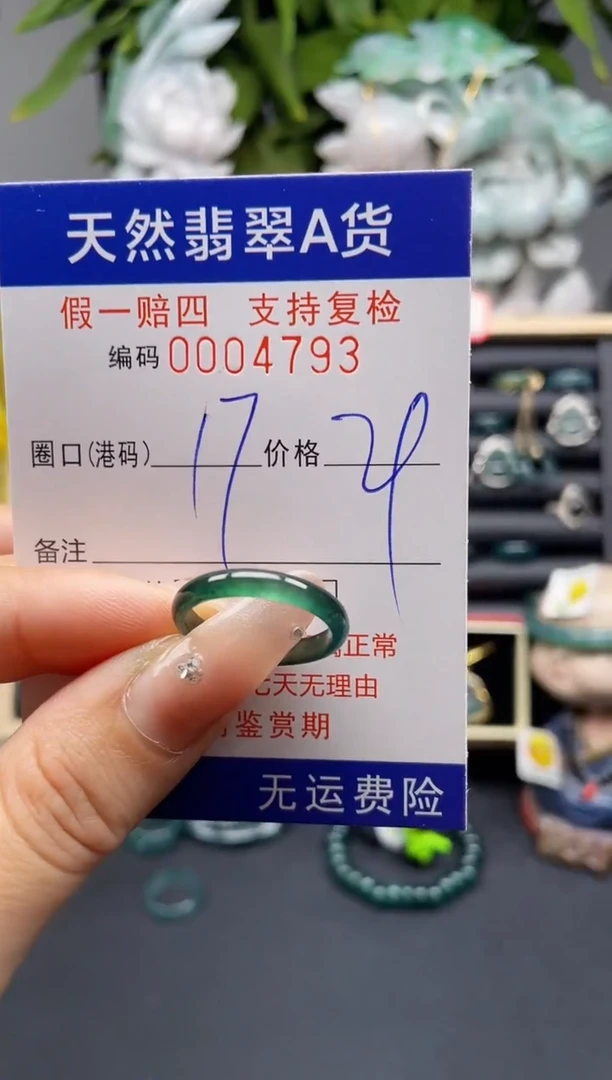 天然翡翠A货
假一赔四 支持复检
编码 0004793
圈口(港码) 17 价格
备注
正常
七天无理由
鉴赏期
无运费险